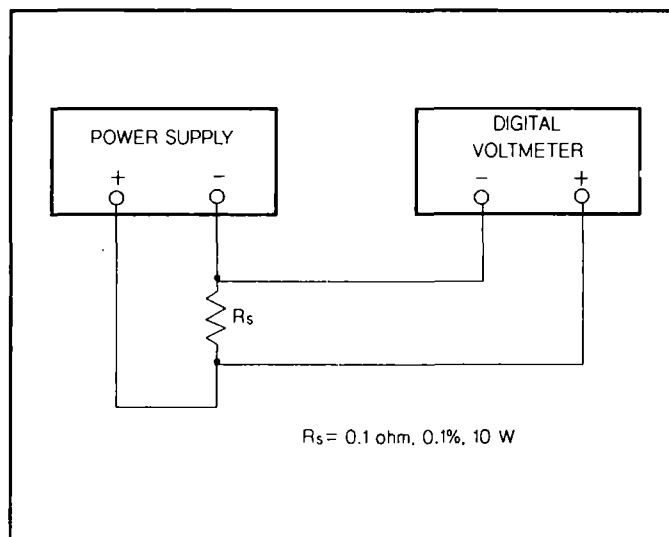 POWER SUPPLY
+ -
DIGITAL
VOLTMETER
- +
Rs
Rs= 0.1 ohm, 0.1%, 10 W